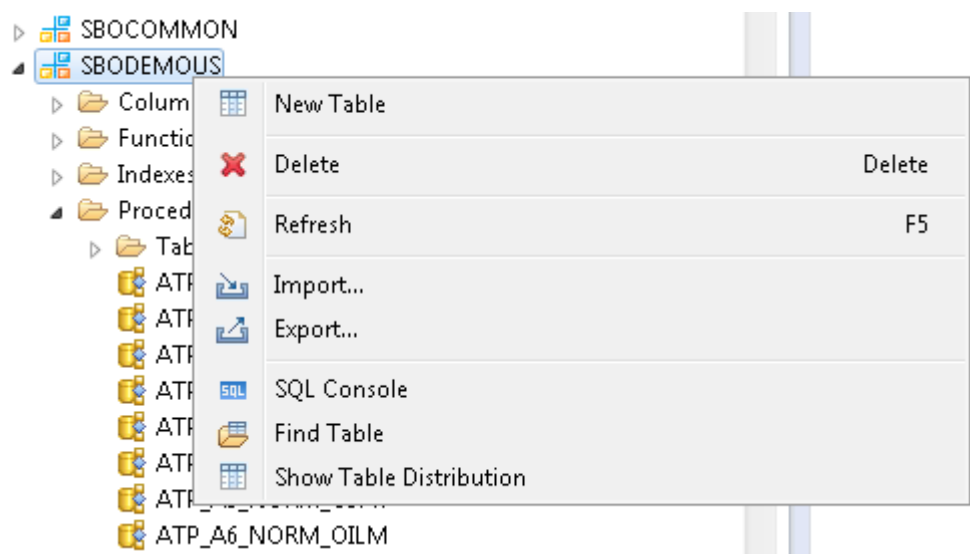 SBOCOMMON
SBODEMOUS
Colum
New Table
Functio
Delete Delete
Indexes
Proced
Refresh F5
Tab
ATP
Import...
ATP
Export...
ATP
ATP
SQL Console
ATP
Find Table
ATP
Show Table Distribution
ATP_A6_NORM_OILM